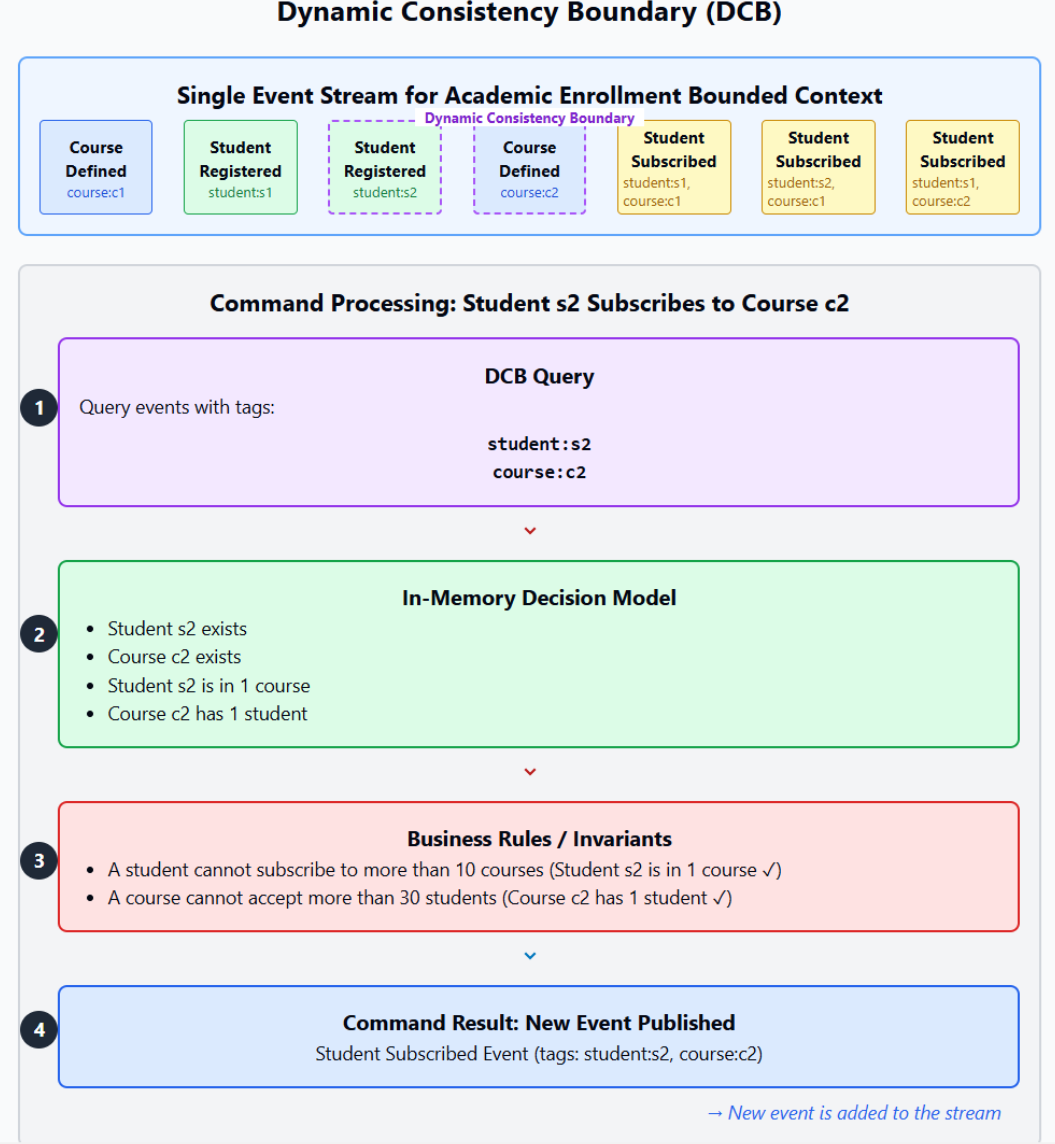 Dynamic Consistency Boundary (DCB)
Single Event Stream for Academic Enrollment Bounded Context
Dynamic Consistency Boundary
Course
Defined
course:c1
Student
Registered
student:s1
Student
Registered
student:s2
Course
Defined
course:c2
Student
Subscribed
student:s1,
course:c1
Student
Subscribed
student:s2,
course:c1
Student
Subscribed
student:s1,
course:c2
Command Processing: Student s2 Subscribes to Course c2
1
DCB Query
Query events with tags:
student:s2
course:c2
2
In-Memory Decision Model
• Student s2 exists
• Course c2 exists
• Student s2 is in 1 course
• Course c2 has 1 student
3
Business Rules / Invariants
• A student cannot subscribe to more than 10 courses (Student s2 is in 1 course ✓)
• A course cannot accept more than 30 students (Course c2 has 1 student ✓)
4
Command Result: New Event Published
Student Subscribed Event (tags: student:s2, course:c2)
→ New event is added to the stream